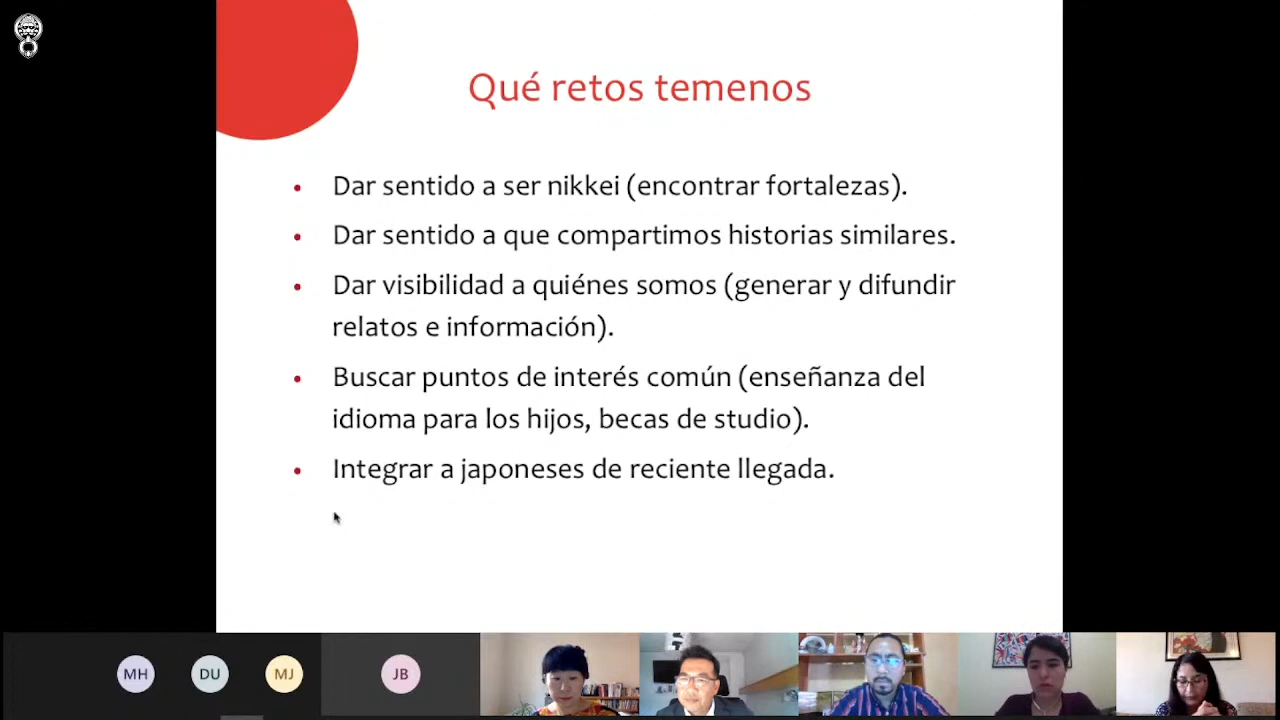 Qué retos temenos
• Dar sentido a ser nikkei (encontrar fortalezas).
• Dar sentido a que compartimos historias similares.
• Dar visibilidad a quiénes somos (generar y difundir
relatos e información).
• Buscar puntos de interés común (enseñanza del
idioma para los hijos, becas de studio).
• Integrar a japoneses de reciente llegada.
MH DU MJ JB